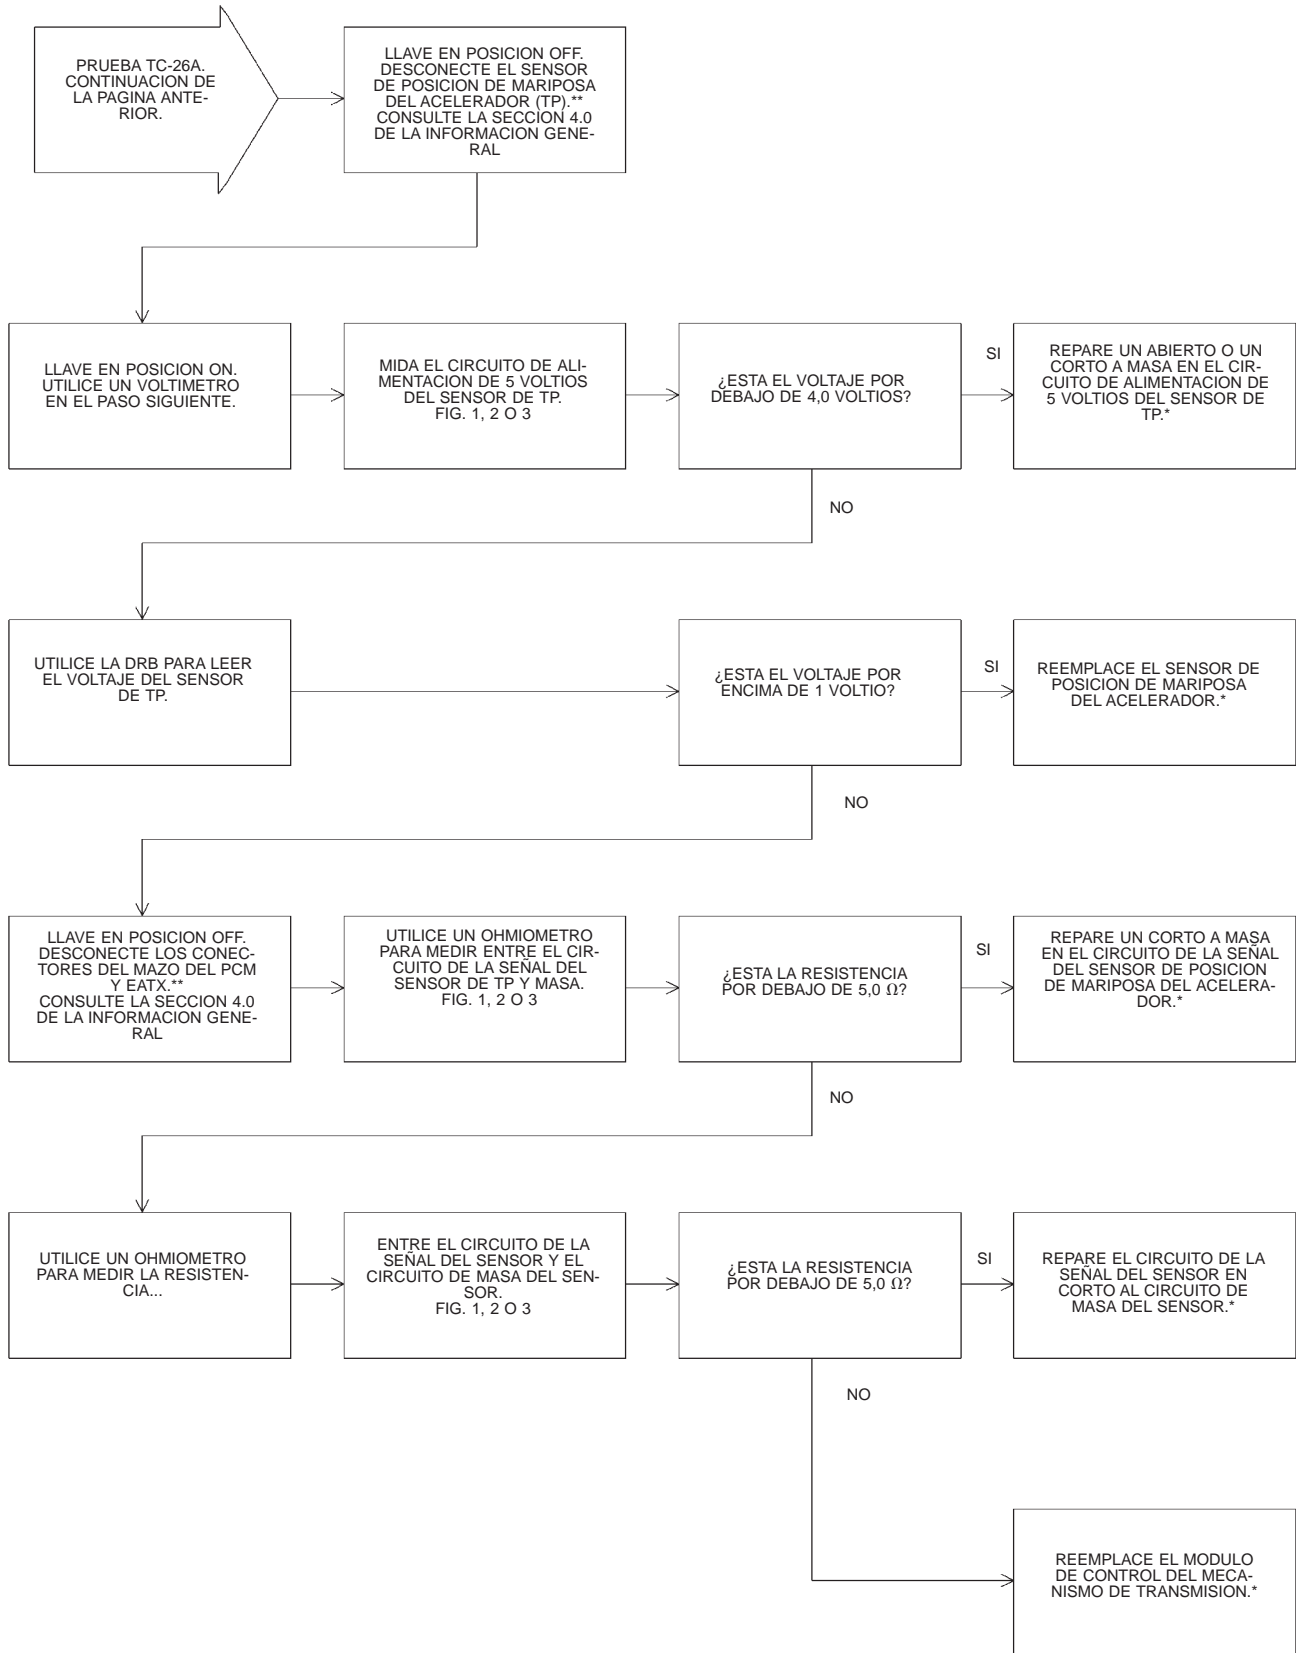 PRUEBA TC-26A.
CONTINUACION DE
LA PAGINA ANTE-
RIOR.
LLAVE EN POSICION OFF.
DESCONECTE EL SENSOR
DE POSICION DE MARIPOSA
DEL ACELERADOR (TP).**
CONSULTE LA SECCION 4.0
DE LA INFORMACION GENE-
RAL
LLAVE EN POSICION ON.
UTILICE UN VOLTIMETRO
EN EL PASO SIGUIENTE.
MIDA EL CIRCUITO DE ALI-
MENTACION DE 5 VOLTIOS
DEL SENSOR DE TP.
FIG. 1, 2 O 3
¿ESTA EL VOLTAJE POR
DEBAJO DE 4,0 VOLTIOS?
SI
REPARE UN ABIERTO O UN
CORTO A MASA EN EL CIR-
CUITO DE ALIMENTACION DE
5 VOLTIOS DEL SENSOR DE
TP.*
NO
UTILICE LA DRB PARA LEER
EL VOLTAJE DEL SENSOR
DE TP.
¿ESTA EL VOLTAJE POR
ENCIMA DE 1 VOLTIO?
SI
REEMPLACE EL SENSOR DE
POSICION DE MARIPOSA
DEL ACELERADOR.*
NO
LLAVE EN POSICION OFF.
DESCONECTE LOS CONEC-
TORES DEL MAZO DEL PCM
Y EATX.**
CONSULTE LA SECCION 4.0
DE LA INFORMACION GENE-
RAL
UTILICE UN OHMIOMETRO
PARA MEDIR ENTRE EL CIR-
CUITO DE LA SEÑAL DEL
SENSOR DE TP Y MASA.
FIG. 1, 2 O 3
¿ESTA LA RESISTENCIA
POR DEBAJO DE 5,0 Ω?
SI
REPARE UN CORTO A MASA
EN EL CIRCUITO DE LA SEÑAL
DEL SENSOR DE POSICION
DE MARIPOSA DEL ACELERA-
DOR.*
NO
UTILICE UN OHMIOMETRO
PARA MEDIR LA RESISTEN-
CIA...
ENTRE EL CIRCUITO DE LA
SEÑAL DEL SENSOR Y EL
CIRCUITO DE MASA DEL SEN-
SOR.
FIG. 1, 2 O 3
¿ESTA LA RESISTENCIA
POR DEBAJO DE 5,0 Ω?
SI
REPARE EL CIRCUITO DE LA
SEÑAL DEL SENSOR EN
CORTO AL CIRCUITO DE
MASA DEL SENSOR.*
NO
REEMPLACE EL MODULO
DE CONTROL DEL MECA-
NISMO DE TRANSMISION.*